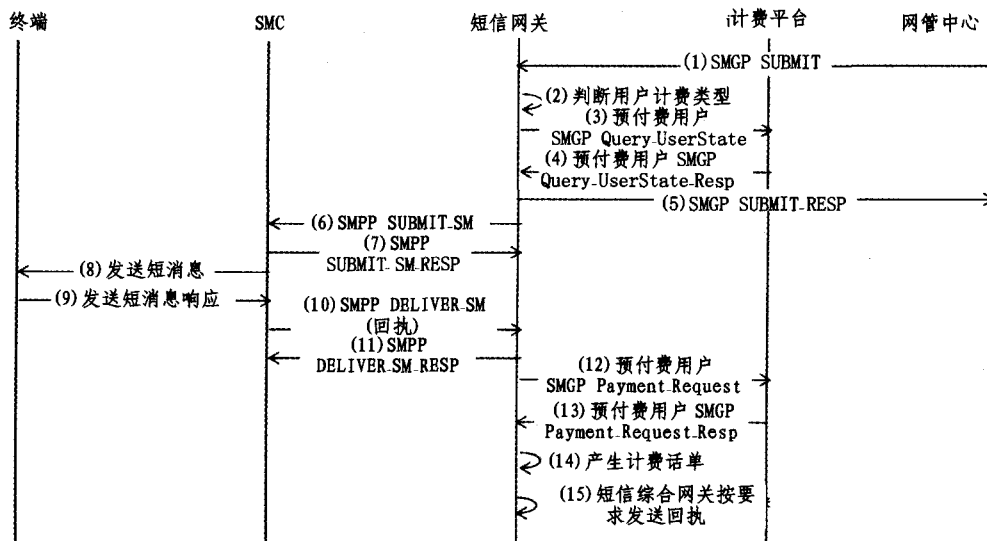 终端 SMC 短信网关 计费平台 网管中心
(1)SMGP SUBMIT
(2)判断用户计费类型
(3)预付费用户
SMGP Query_UserState
(4)预付费用户 SMGP
Query_UserState_Resp
(5)SMGP SUBMIT_RESP
(6)SMPP SUBMIT_SM
(7)SMPP
SUBMIT_SM_RESP
(8)发送短消息
(9)发送短消息响应
(10)SMPP DELIVER_SM
(回执)
(11)SMPP
DELIVER_SM_RESP
(12)预付费用户
SMGP Payment_Request
(13)预付费用户 SMGP
Payment_Request_Resp
(14)产生计费话单
(15)短信综合网关按要
求发送回执